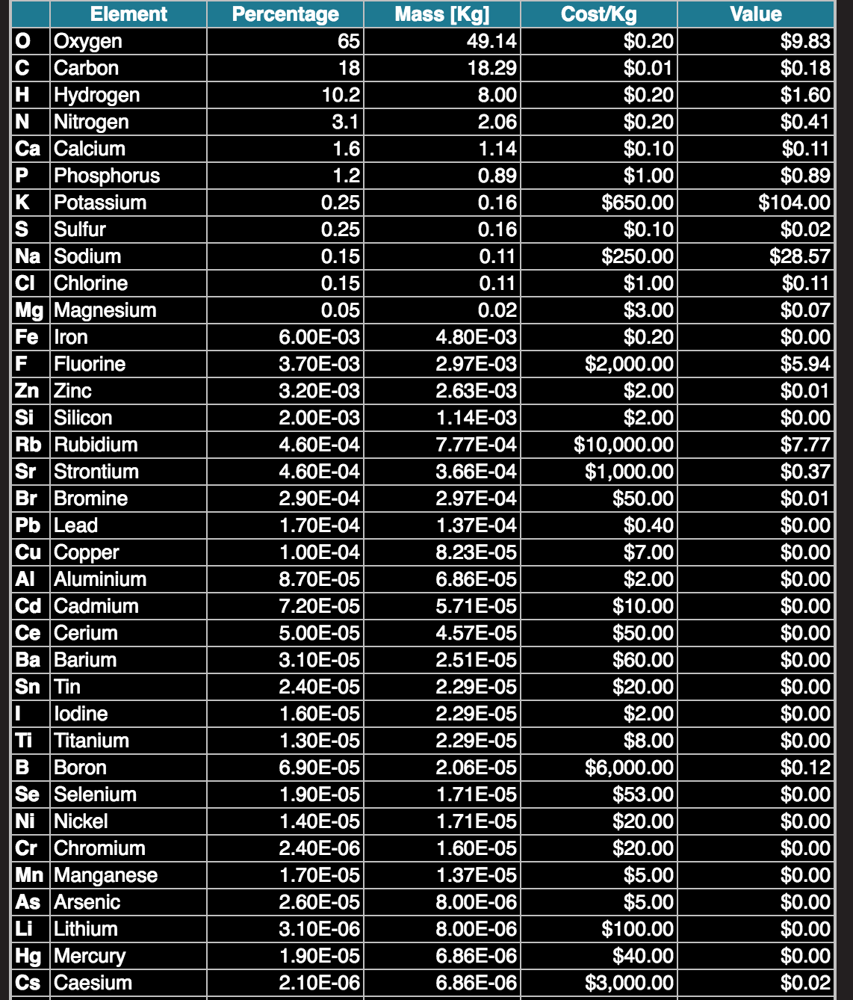 Element Percentage Mass [Kg] Cost/Kg Value
O Oxygen 65 49.14 $0.20 $9.83
C Carbon 18 18.29 $0.01 $0.18
H Hydrogen 10.2 8.00 $0.20 $1.60
N Nitrogen 3.1 2.06 $0.20 $0.41
Ca Calcium 1.6 1.14 $0.10 $0.11
P Phosphorus 1.2 0.89 $1.00 $0.89
K Potassium 0.25 0.16 $650.00 $104.00
S Sulfur 0.25 0.16 $0.10 $0.02
Na Sodium 0.15 0.11 $250.00 $28.57
Cl Chlorine 0.15 0.11 $1.00 $0.11
Mg Magnesium 0.05 0.02 $3.00 $0.07
Fe Iron 6.00E-03 4.80E-03 $0.20 $0.00
F Fluorine 3.70E-03 2.97E-03 $2,000.00 $5.94
Zn Zinc 3.20E-03 2.63E-03 $2.00 $0.01
Si Silicon 2.00E-03 1.14E-03 $2.00 $0.00
Rb Rubidium 4.60E-04 7.77E-04 $10,000.00 $7.77
Sr Strontium 4.60E-04 3.66E-04 $1,000.00 $0.37
Br Bromine 2.90E-04 2.97E-04 $50.00 $0.01
Pb Lead 1.70E-04 1.37E-04 $0.40 $0.00
Cu Copper 1.00E-04 8.23E-05 $7.00 $0.00
Al Aluminium 8.70E-05 6.86E-05 $2.00 $0.00
Cd Cadmium 7.20E-05 5.71E-05 $10.00 $0.00
Ce Cerium 5.00E-05 4.57E-05 $50.00 $0.00
Ba Barium 3.10E-05 2.51E-05 $60.00 $0.00
Sn Tin 2.40E-05 2.29E-05 $20.00 $0.00
I Iodine 1.60E-05 2.29E-05 $2.00 $0.00
Ti Titanium 1.30E-05 2.29E-05 $8.00 $0.00
B Boron 6.90E-05 2.06E-05 $6,000.00 $0.12
Se Selenium 1.90E-05 1.71E-05 $53.00 $0.00
Ni Nickel 1.40E-05 1.71E-05 $20.00 $0.00
Cr Chromium 2.40E-06 1.60E-05 $20.00 $0.00
Mn Manganese 1.70E-05 1.37E-05 $5.00 $0.00
As Arsenic 2.60E-05 8.00E-06 $5.00 $0.00
Li Lithium 3.10E-06 8.00E-06 $100.00 $0.00
Hg Mercury 1.90E-05 6.86E-06 $40.00 $0.00
Cs Caesium 2.10E-06 6.86E-06 $3,000.00 $0.02